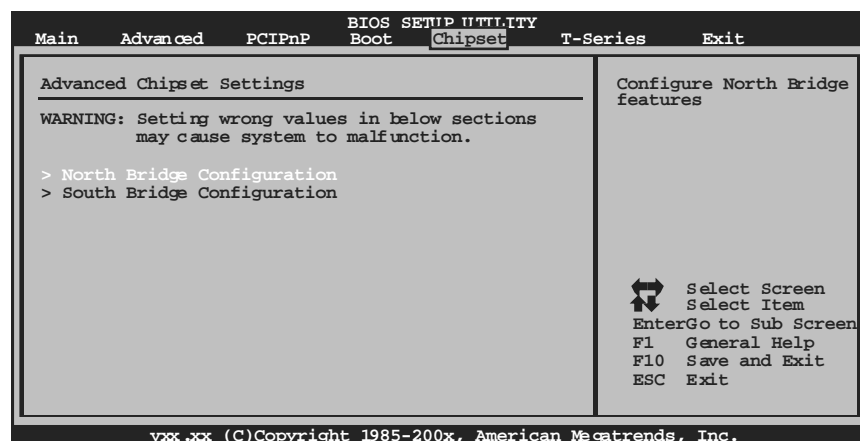 BIOS SETUP UTILITY
Main Advanced PCIPnP Boot Chipset T-Series Exit
Advanced Chipset Settings
WARNING: Setting wrong values in below sections
may cause system to malfunction.
> North Bridge Configuration
> South Bridge Configuration
Configure North Bridge
features
Select Screen
Select Item
Enter Go to Sub Screen
F1 General Help
F10 Save and Exit
ESC Exit
vxx.xx (C)Copyright 1985-200x, American Megatrends, Inc.